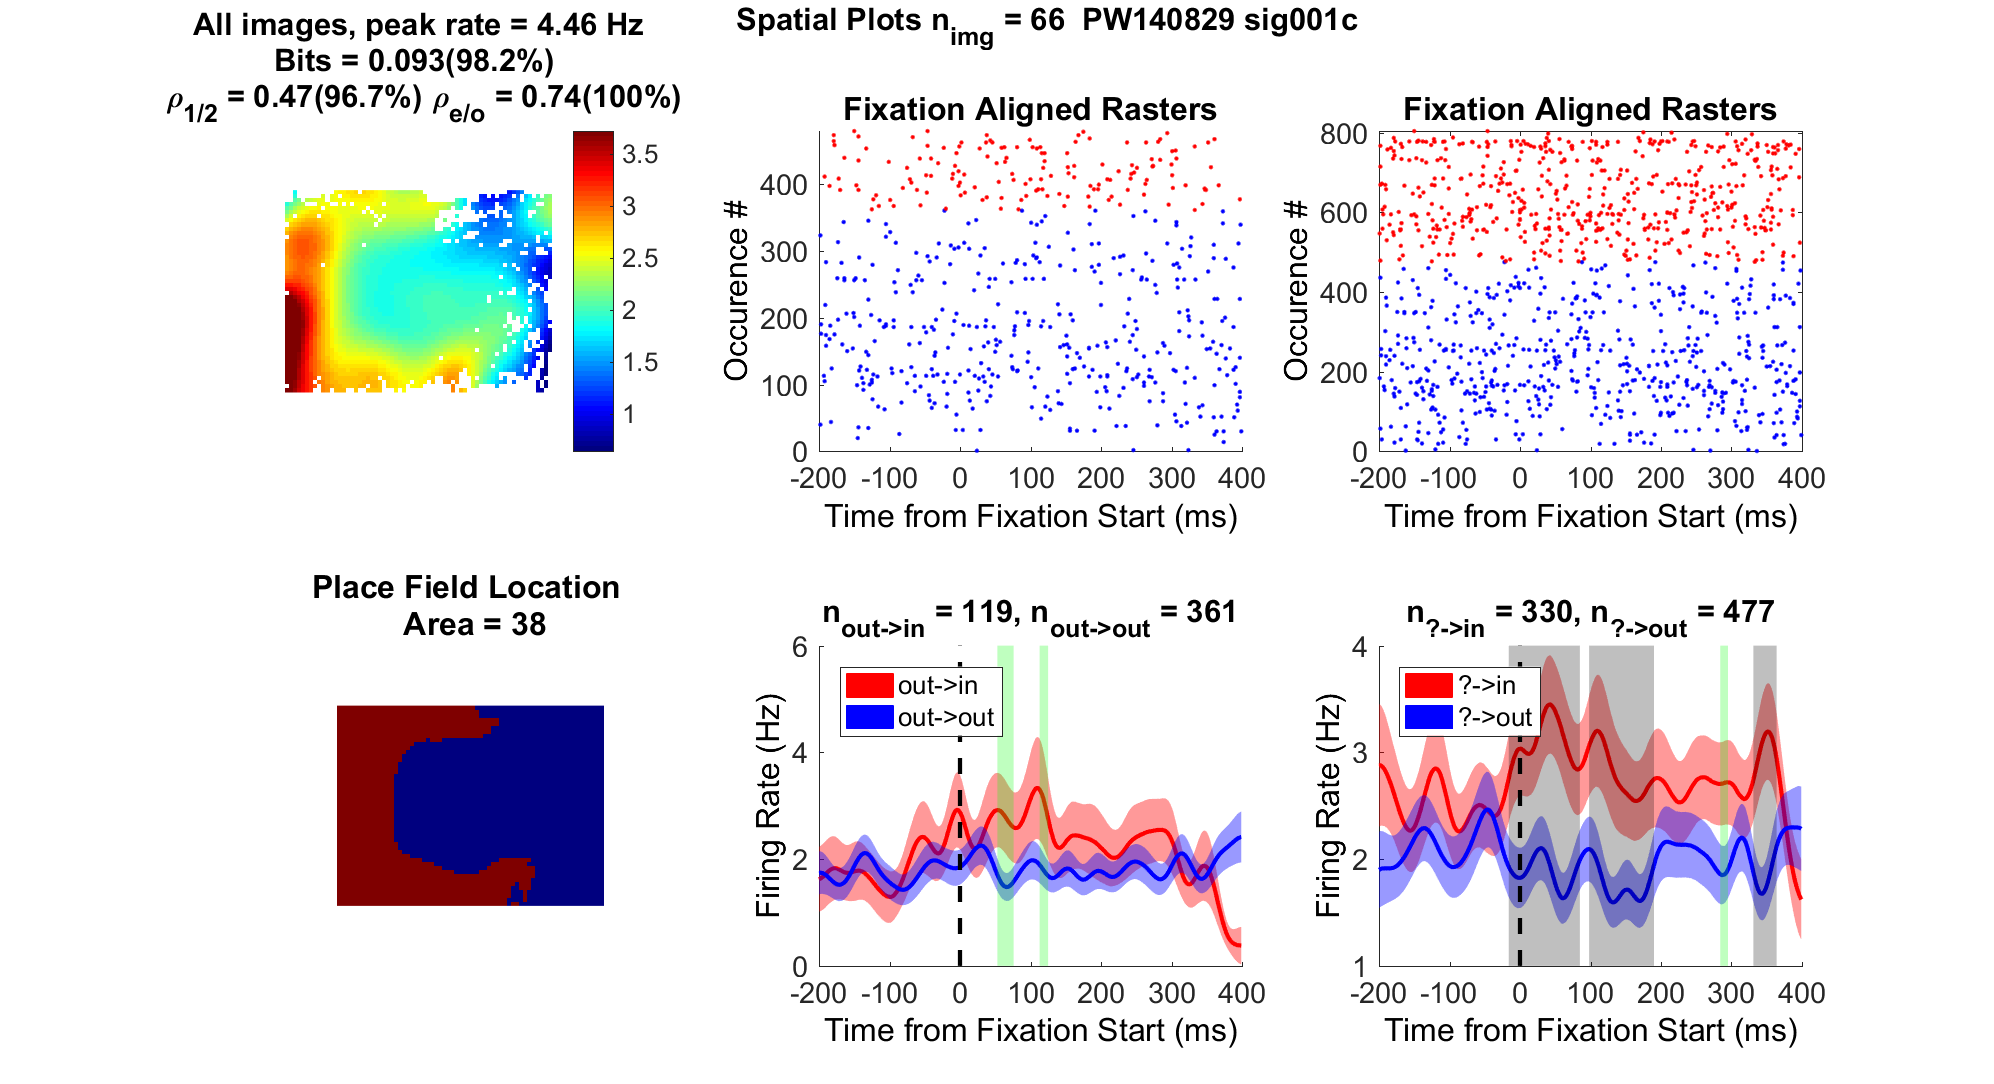 All images, peak rate = 4.46 Hz
Bits = 0.093(98.2%)
ρ1/2 = 0.47(96.7%) ρe/o = 0.74(100%)
3.5
3
2.5
2
1.5
1
Spatial Plots nimg = 66 PW140829 sig001c
Fixation Aligned Rasters
Occurence #
400
300
200
100
0
-200 -100 0 100 200 300 400
Time from Fixation Start (ms)
Fixation Aligned Rasters
Occurence #
800
600
400
200
0
-200 -100 0 100 200 300 400
Time from Fixation Start (ms)
Place Field Location
Area = 38
nout->in = 119, nout->out = 361
Firing Rate (Hz)
6
4
2
0
out->in
out->out
-200 -100 0 100 200 300 400
Time from Fixation Start (ms)
n?->in = 330, n?->out = 477
Firing Rate (Hz)
4
3
2
1
?->in
?->out
-200 -100 0 100 200 300 400
Time from Fixation Start (ms)